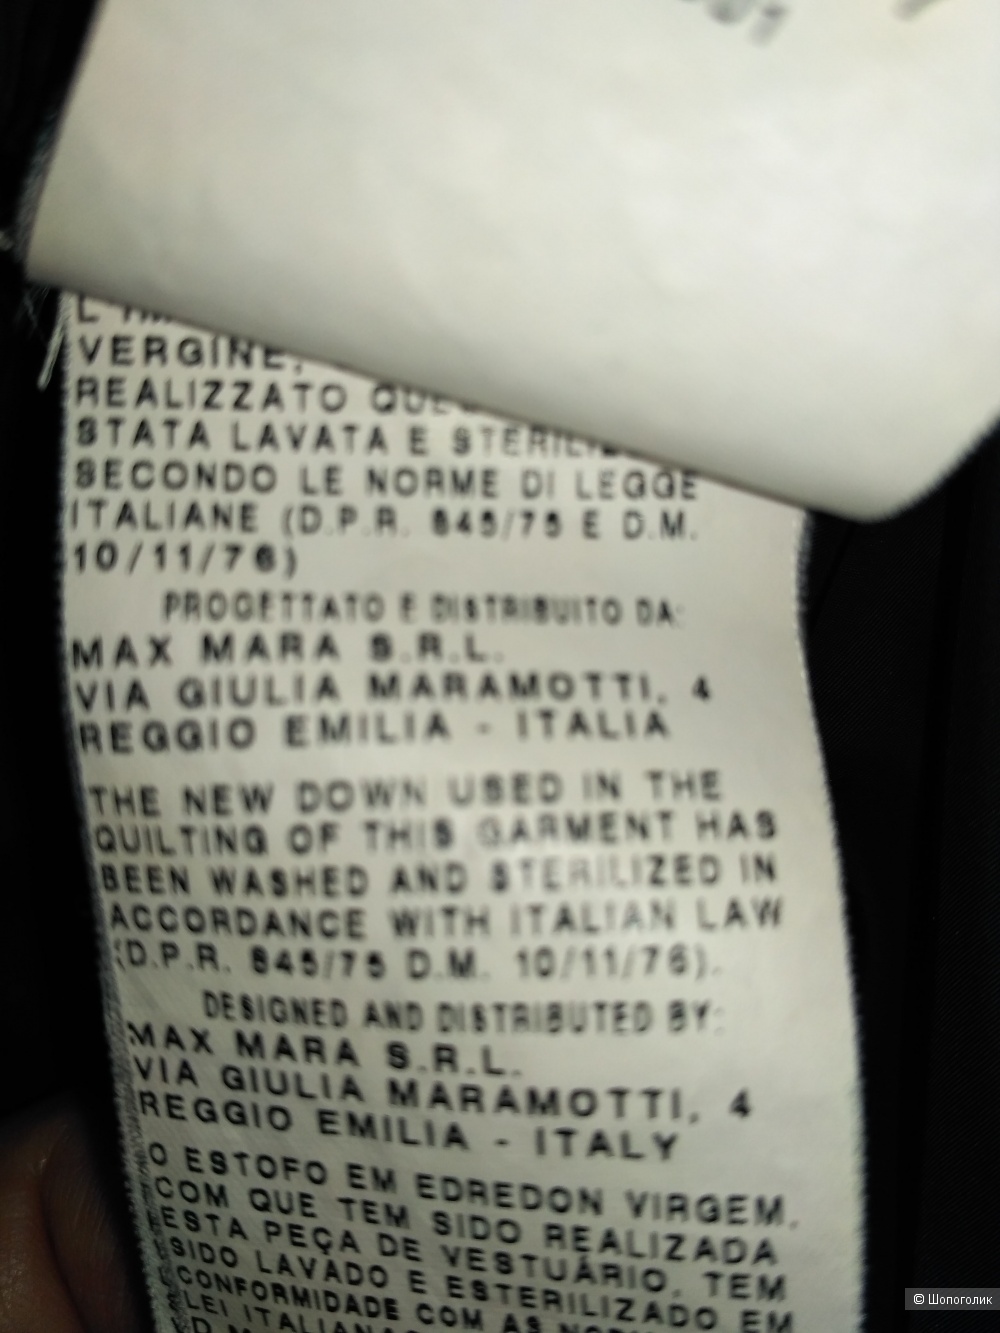 VERGINE,
REALIZZATO
STATA LAVATA E
SECONDO LE NORME DI LEGGE
ITALIANE (D.P.R. 845/75 E D.M.
10/11/76)
PROGETTATO E DISTRIBUITO DA:
MAX MARA S.R.L.
VIA GIULIA MARAMOTTI, 4
REGGIO EMILIA - ITALIA
THE NEW DOWN USED IN THE
QUILTING OF THIS GARMENT HAS
BEEN WASHED AND STERILIZED IN
ACCORDANCE WITH ITALIAN LAW
(D.P.R. 845/75 D.M. 10/11/76).
DESIGNED AND DISTRIBUTED BY:
MAX MARA S.R.L.
VIA GIULIA MARAMOTTI, 4
REGGIO EMILIA - ITALY
O ESTOFO EM EDREDON VIRGEM,
COM QUE TEM SIDO REALIZADA
ESTA PEÇA DE VESTUÁRIO, TEM
SIDO LAVADO E ESTERILIZADO EM
CONFORMIDADE COM AS
LEI
© Шопоголик